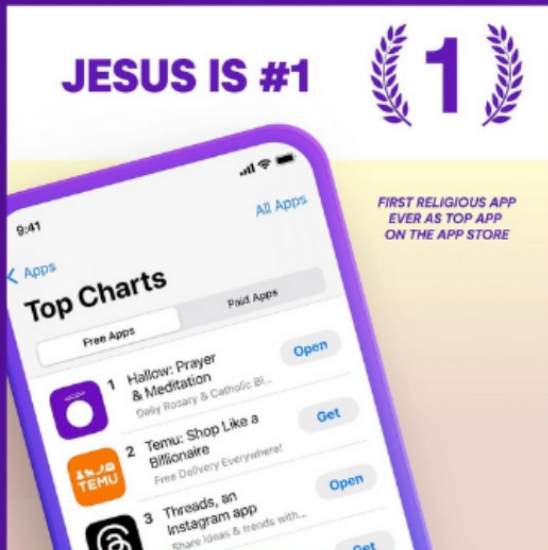 JESUS IS #1
1
FIRST RELIGIOUS APP
EVER AS TOP APP
ON THE APP STORE
9:41
All Apps
Apps
Top Charts
Free Apps
Paid Apps
1
Hallow: Prayer
& Meditation
Daily Rosary & Catholic Bi...
Open
TEMU
2
Temu: Shop Like a
Billionaire
Free Delivery Everywhere!
Get
3
Threads, an
Instagram app
Share ideas & trends with...
Open
Get